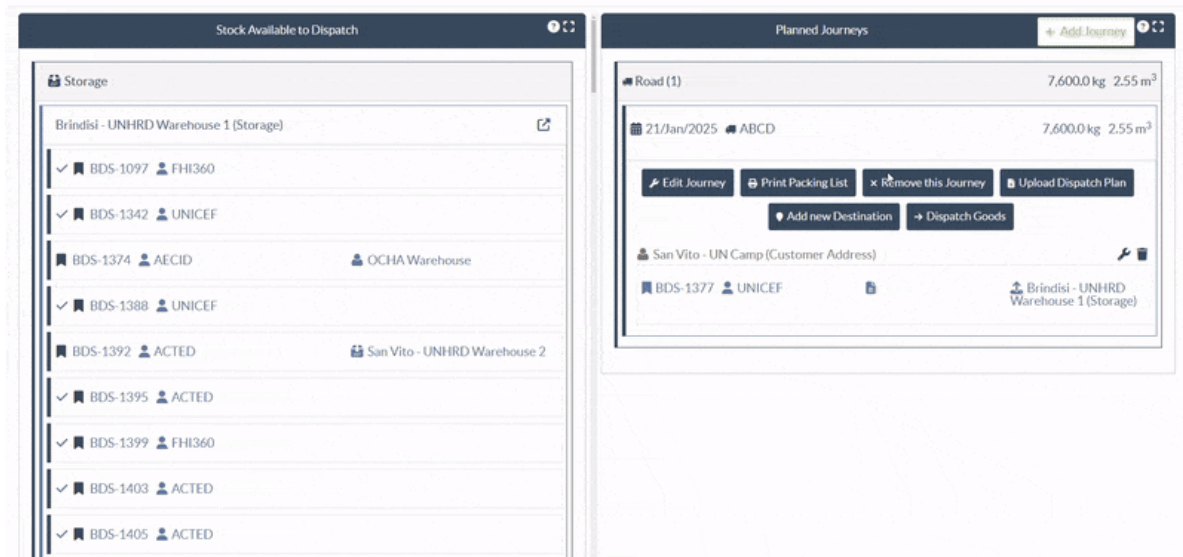 Stock Available to Dispatch
Storage
Brindisi - UNHRD Warehouse 1 (Storage)
BDS-1097 FHI360
BDS-1342 UNICEF
BDS-1374 AECID OCHA Warehouse
BDS-1388 UNICEF
BDS-1392 ACTED San Vito - UNHRD Warehouse 2
BDS-1395 ACTED
BDS-1399 FHI360
BDS-1403 ACTED
BDS-1405 ACTED
Planned Journeys
+ Add Journey
Road (1) 7,600.0 kg 2.55 m³
21/Jan/2025 ABCD 7,600.0 kg 2.55 m³
Edit Journey Print Packing List × Remove this Journey Upload Dispatch Plan
Add new Destination → Dispatch Goods
San Vito - UN Camp (Customer Address)
BDS-1377 UNICEF Brindisi - UNHRD
Warehouse 1 (Storage)